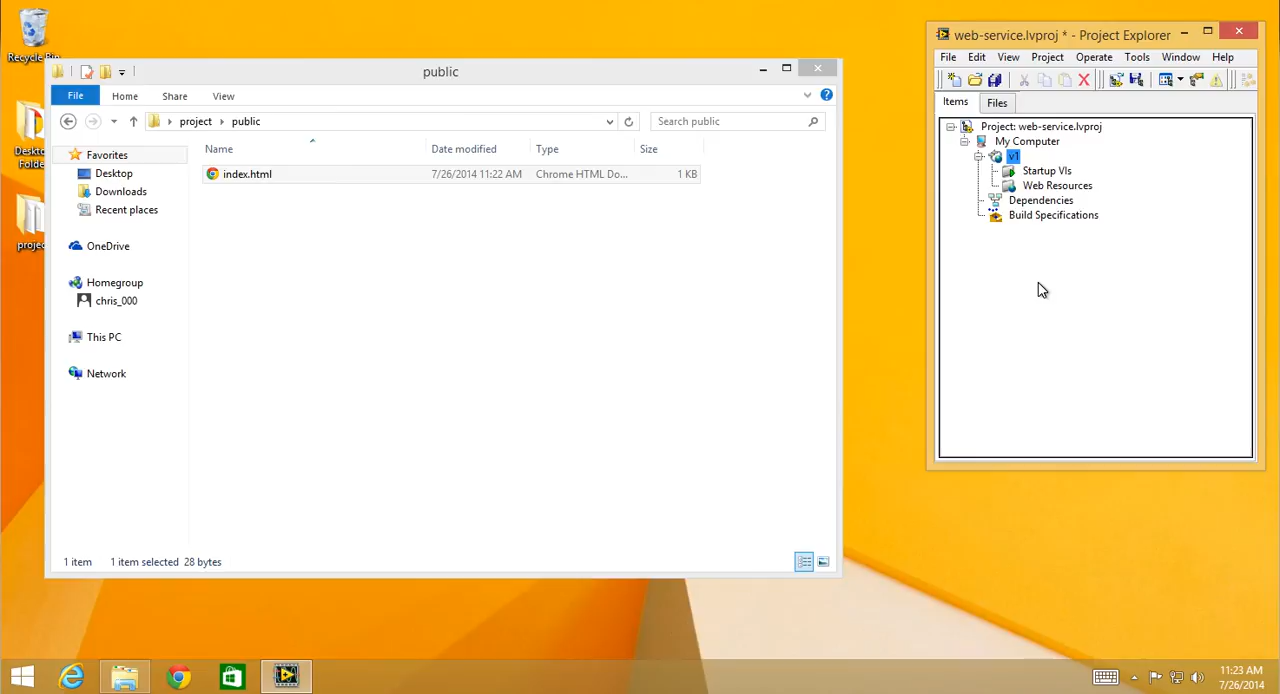 Recycle Bin
Desktop
Folder
project
public
File
Home
Share
View
project
public
Search public
Favorites
Desktop
Downloads
Recent places
OneDrive
Homegroup
chris_000
This PC
Network
Name
Date modified
Type
Size
index.html
7/26/2014 11:22 AM
Chrome HTML Do...
1 KB
1 item
1 item selected 28 bytes
web-service.lvproj * - Project Explorer
File Edit View Project Operate Tools Window Help
Items
Files
Project: web-service.lvproj
My Computer
v1
Startup VIs
Web Resources
Dependencies
Build Specifications
11:23 AM
7/26/2014